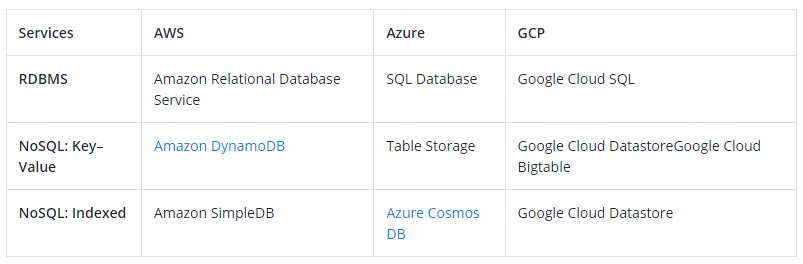 Services AWS Azure GCP
RDBMS Amazon Relational Database SQL Database Google Cloud SQL
Service
NoSQL: Key– Amazon DynamoDB Table Storage Google Cloud DatastoreGoogle Cloud
Value Bigtable
NoSQL: Indexed Amazon SimpleDB Azure Cosmos Google Cloud Datastore
DB